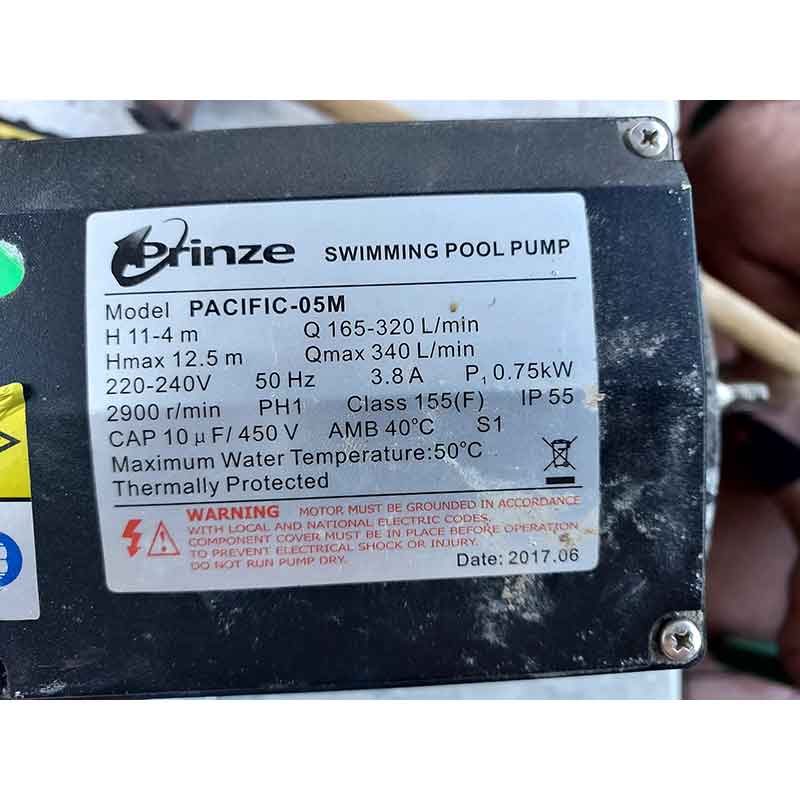 Prinze SWIMMING POOL PUMP
Model PACIFIC-05M
H 11-4 m Q 165-320 L/min
Hmax 12.5 m Qmax 340 L/min
220-240V 50 Hz 3.8 A P₁ 0.75kW
2900 r/min PH1 Class 155(F) IP 55
CAP 10 µF/ 450 V AMB 40°C S1
Maximum Water Temperature:50°C
Thermally Protected
WARNING MOTOR MUST BE GROUNDED IN ACCORDANCE
WITH LOCAL AND NATIONAL ELECTRIC CODES.
COMPONENT COVER MUST BE IN PLACE BEFORE OPERATION
TO PREVENT ELECTRICAL SHOCK OR INJURY.
DO NOT RUN PUMP DRY.
Date: 2017.06